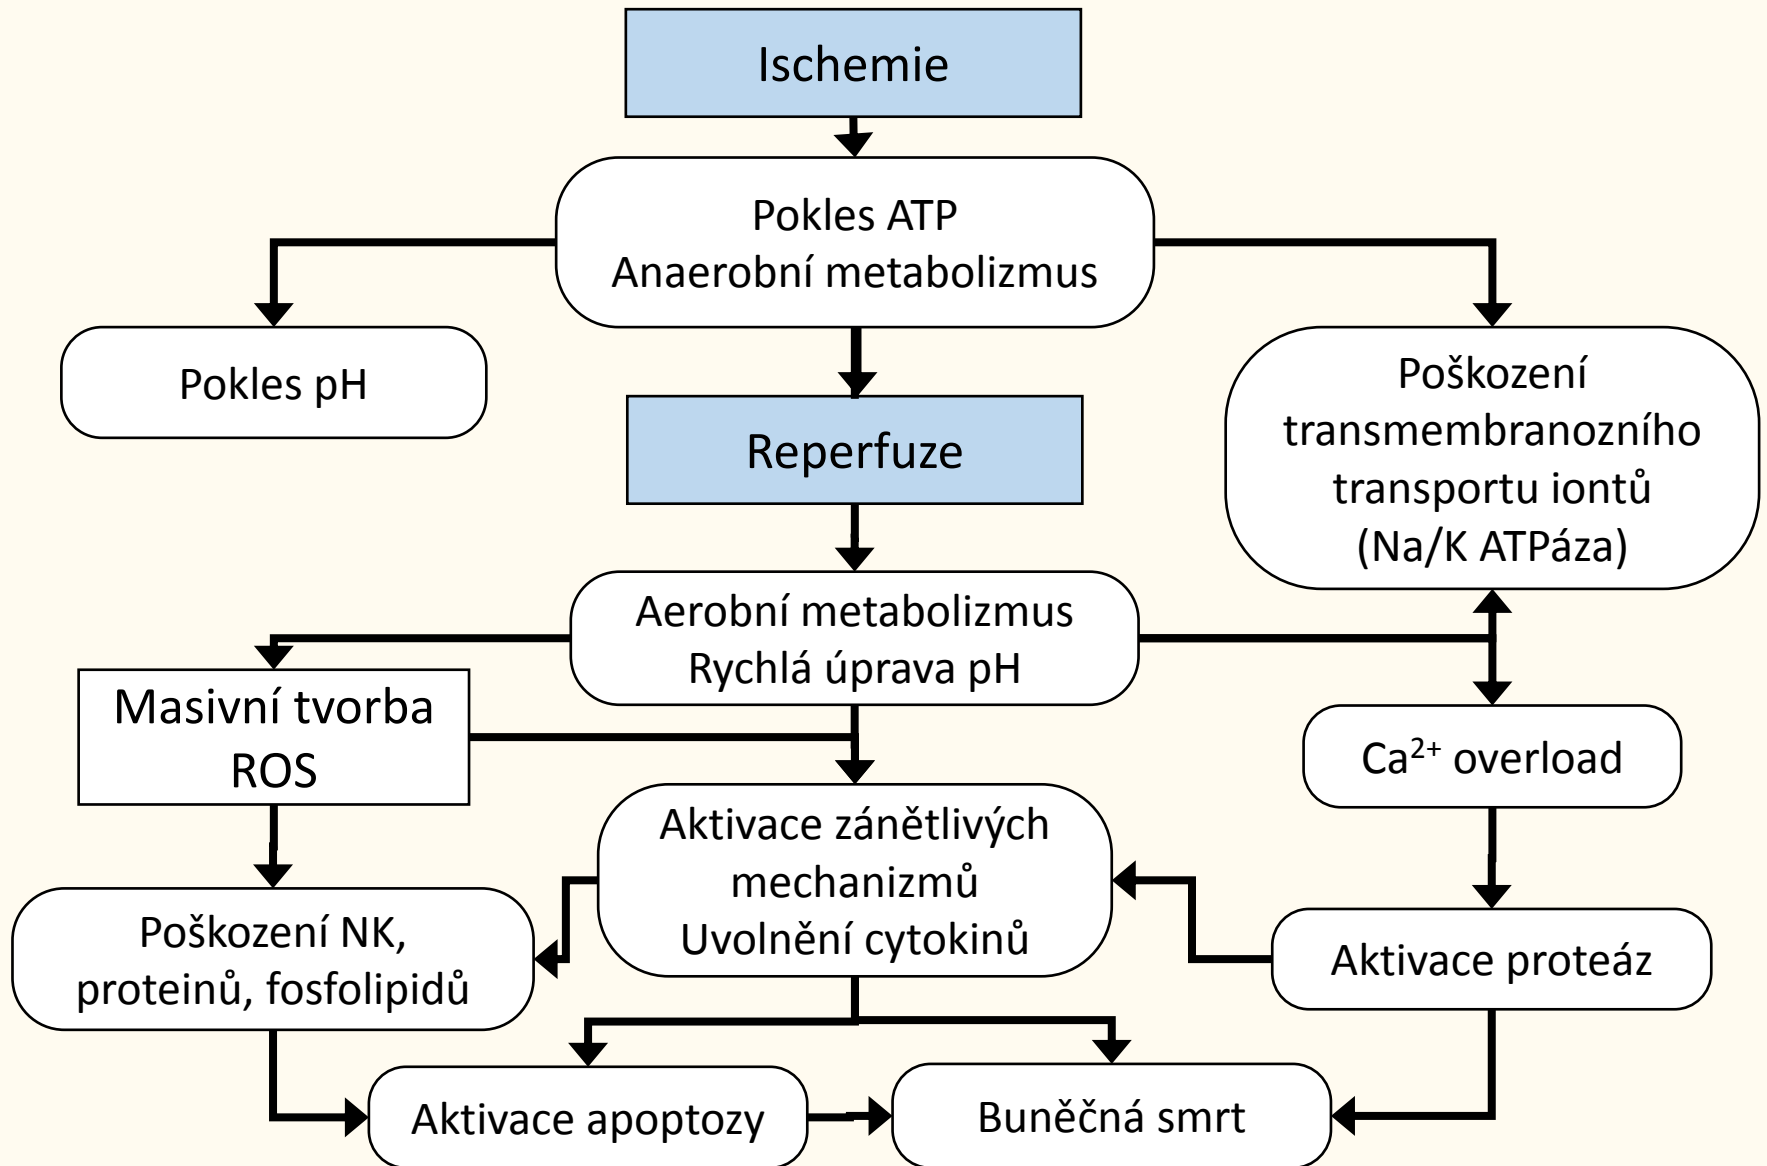 Ischemie
Pokles ATP
Anaerobní metabolizmus
Pokles pH
Poškození
transmembranozního
transportu iontů
(Na/K ATPáza)
Reperfuze
Aerobní metabolizmus
Rychlá úprava pH
Masivní tvorba
ROS
Ca²⁺ overload
Aktivace zánětlivých
mechanizmů
Uvolnění cytokinů
Poškození NK,
proteinů, fosfolipidů
Aktivace proteáz
Aktivace apoptozy
Buněčná smrt